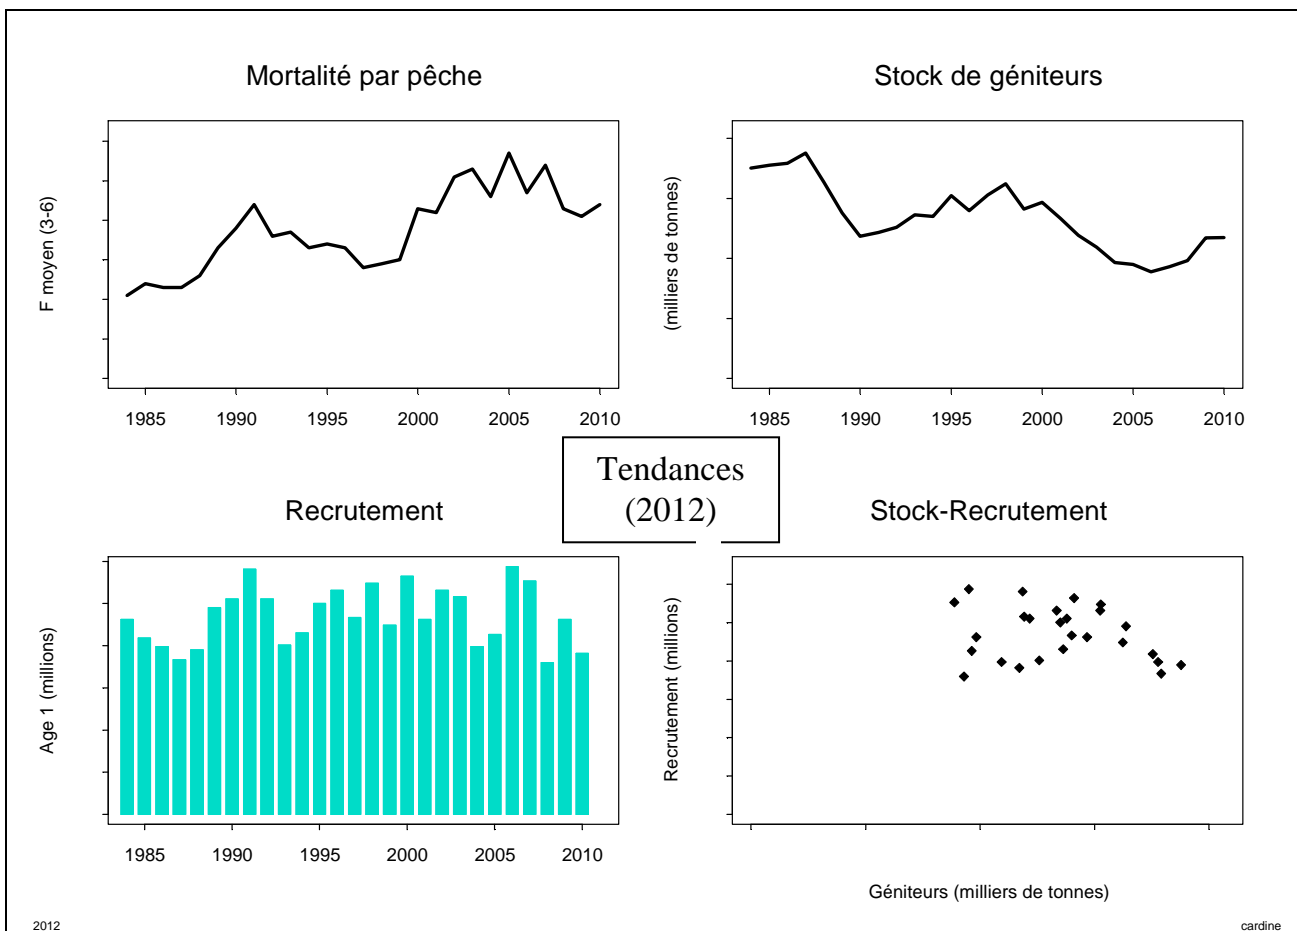 Mortalité par pêche
F moyen (3-6)
1985 1990 1995 2000 2005 2010
Stock de géniteurs
(milliers de tonnes)
1985 1990 1995 2000 2005 2010
Tendances
(2012)
Recrutement
Age 1 (millions)
1985 1990 1995 2000 2005 2010
Stock-Recrutement
Recrutement (millions)
Géniteurs (milliers de tonnes)
2012
cardine